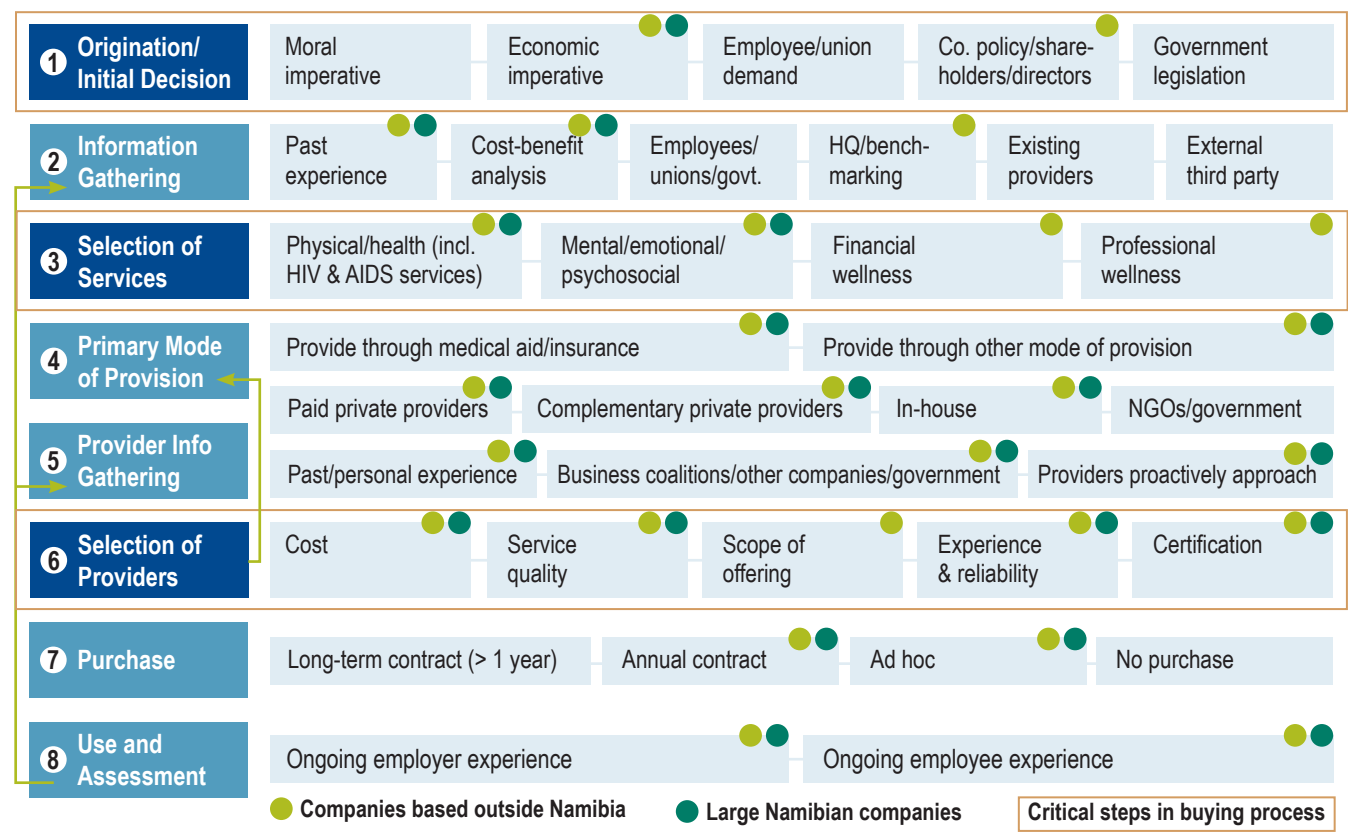 1 Origination/
Initial Decision
Moral
imperative
Economic
imperative
Employee/union
demand
Co. policy/share-
holders/directors
Government
legislation
2 Information
Gathering
Past
experience
Cost-benefit
analysis
Employees/
unions/govt.
HQ/bench-
marking
Existing
providers
External
third party
3 Selection of
Services
Physical/health (incl.
HIV & AIDS services)
Mental/emotional/
psychosocial
Financial
wellness
Professional
wellness
4 Primary Mode
of Provision
Provide through medical aid/insurance
Provide through other mode of provision
Paid private providers
Complementary private providers
In-house
NGOs/government
5 Provider Info
Gathering
Past/personal experience
Business coalitions/other companies/government
Providers proactively approach
6 Selection of
Providers
Cost
Service
quality
Scope of
offering
Experience
& reliability
Certification
7 Purchase
Long-term contract (> 1 year)
Annual contract
Ad hoc
No purchase
8 Use and
Assessment
Ongoing employer experience
Ongoing employee experience
Companies based outside Namibia
Large Namibian companies
Critical steps in buying process